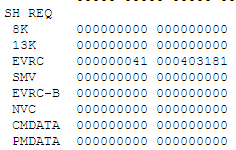 SH REQ
8K 000000000 000000000
13K 000000000 000000000
EVRC 000000041 000403181
SMV 000000000 000000000
EVRC-B 000000000 000000000
NVC 000000000 000000000
CMDATA 000000000 000000000
PMDATA 000000000 000000000